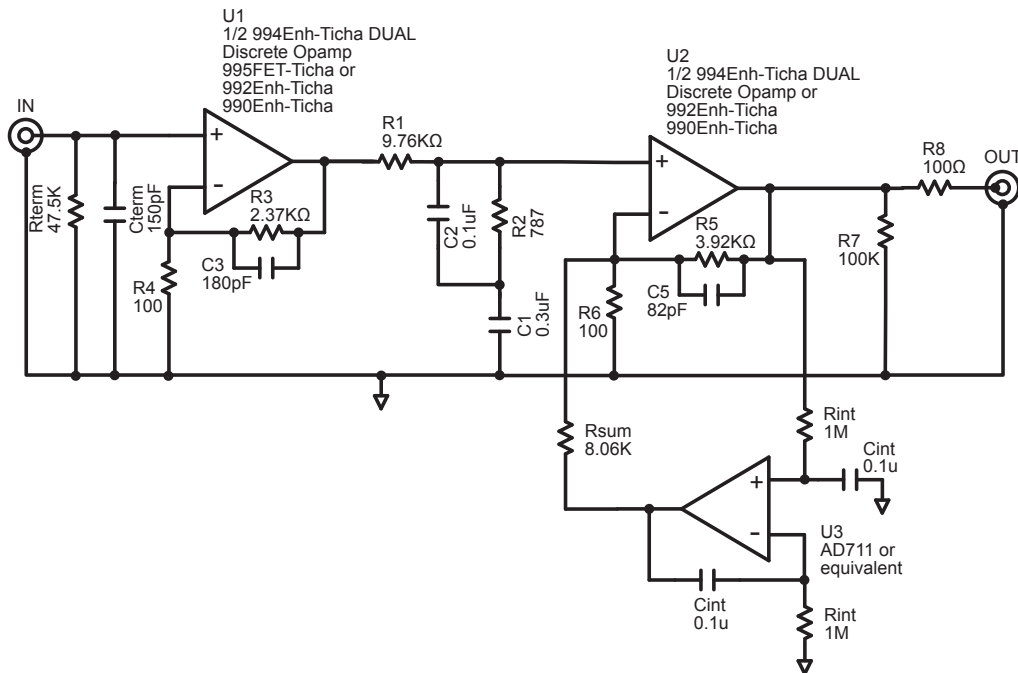 U1
1/2 994Enh-Ticha DUAL
Discrete Opamp
995FET-Ticha or
992Enh-Ticha
990Enh-Ticha
U2
1/2 994Enh-Ticha DUAL
Discrete Opamp or
992Enh-Ticha
990Enh-Ticha
IN
R1
9.76KΩ
R8
100Ω
OUT
+
-
+
-
Rterm
47.5K
Cterm
150pF
R3
2.37KΩ
C3
180pF
R4
100
C2
0.1uF
R2
787
C1
0.3uF
R5
3.92KΩ
C5
82pF
R6
100
R7
100K
Rsum
8.06K
Rint
1M
Cint
0.1u
+
-
U3
AD711 or
equivalent
Cint
0.1u
Rint
1M